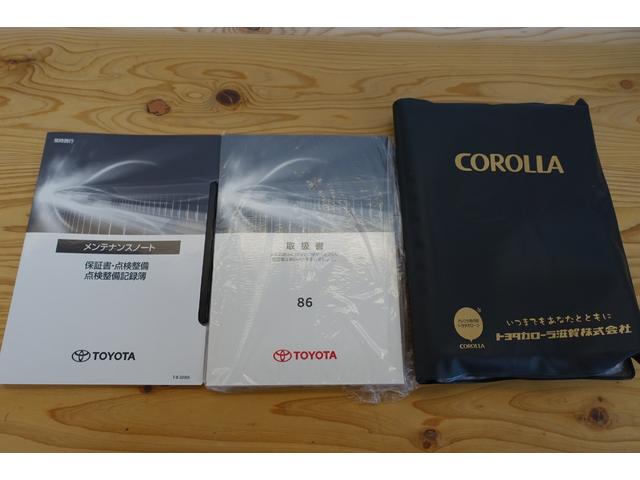 メンテナンスノート
保証書・点検整備
点検整備記録簿
TOYOTA
取扱書
86
TOYOTA
COROLLA
COROLLA
いつまでもあなたとともに
トヨタカローラ滋賀株式会社